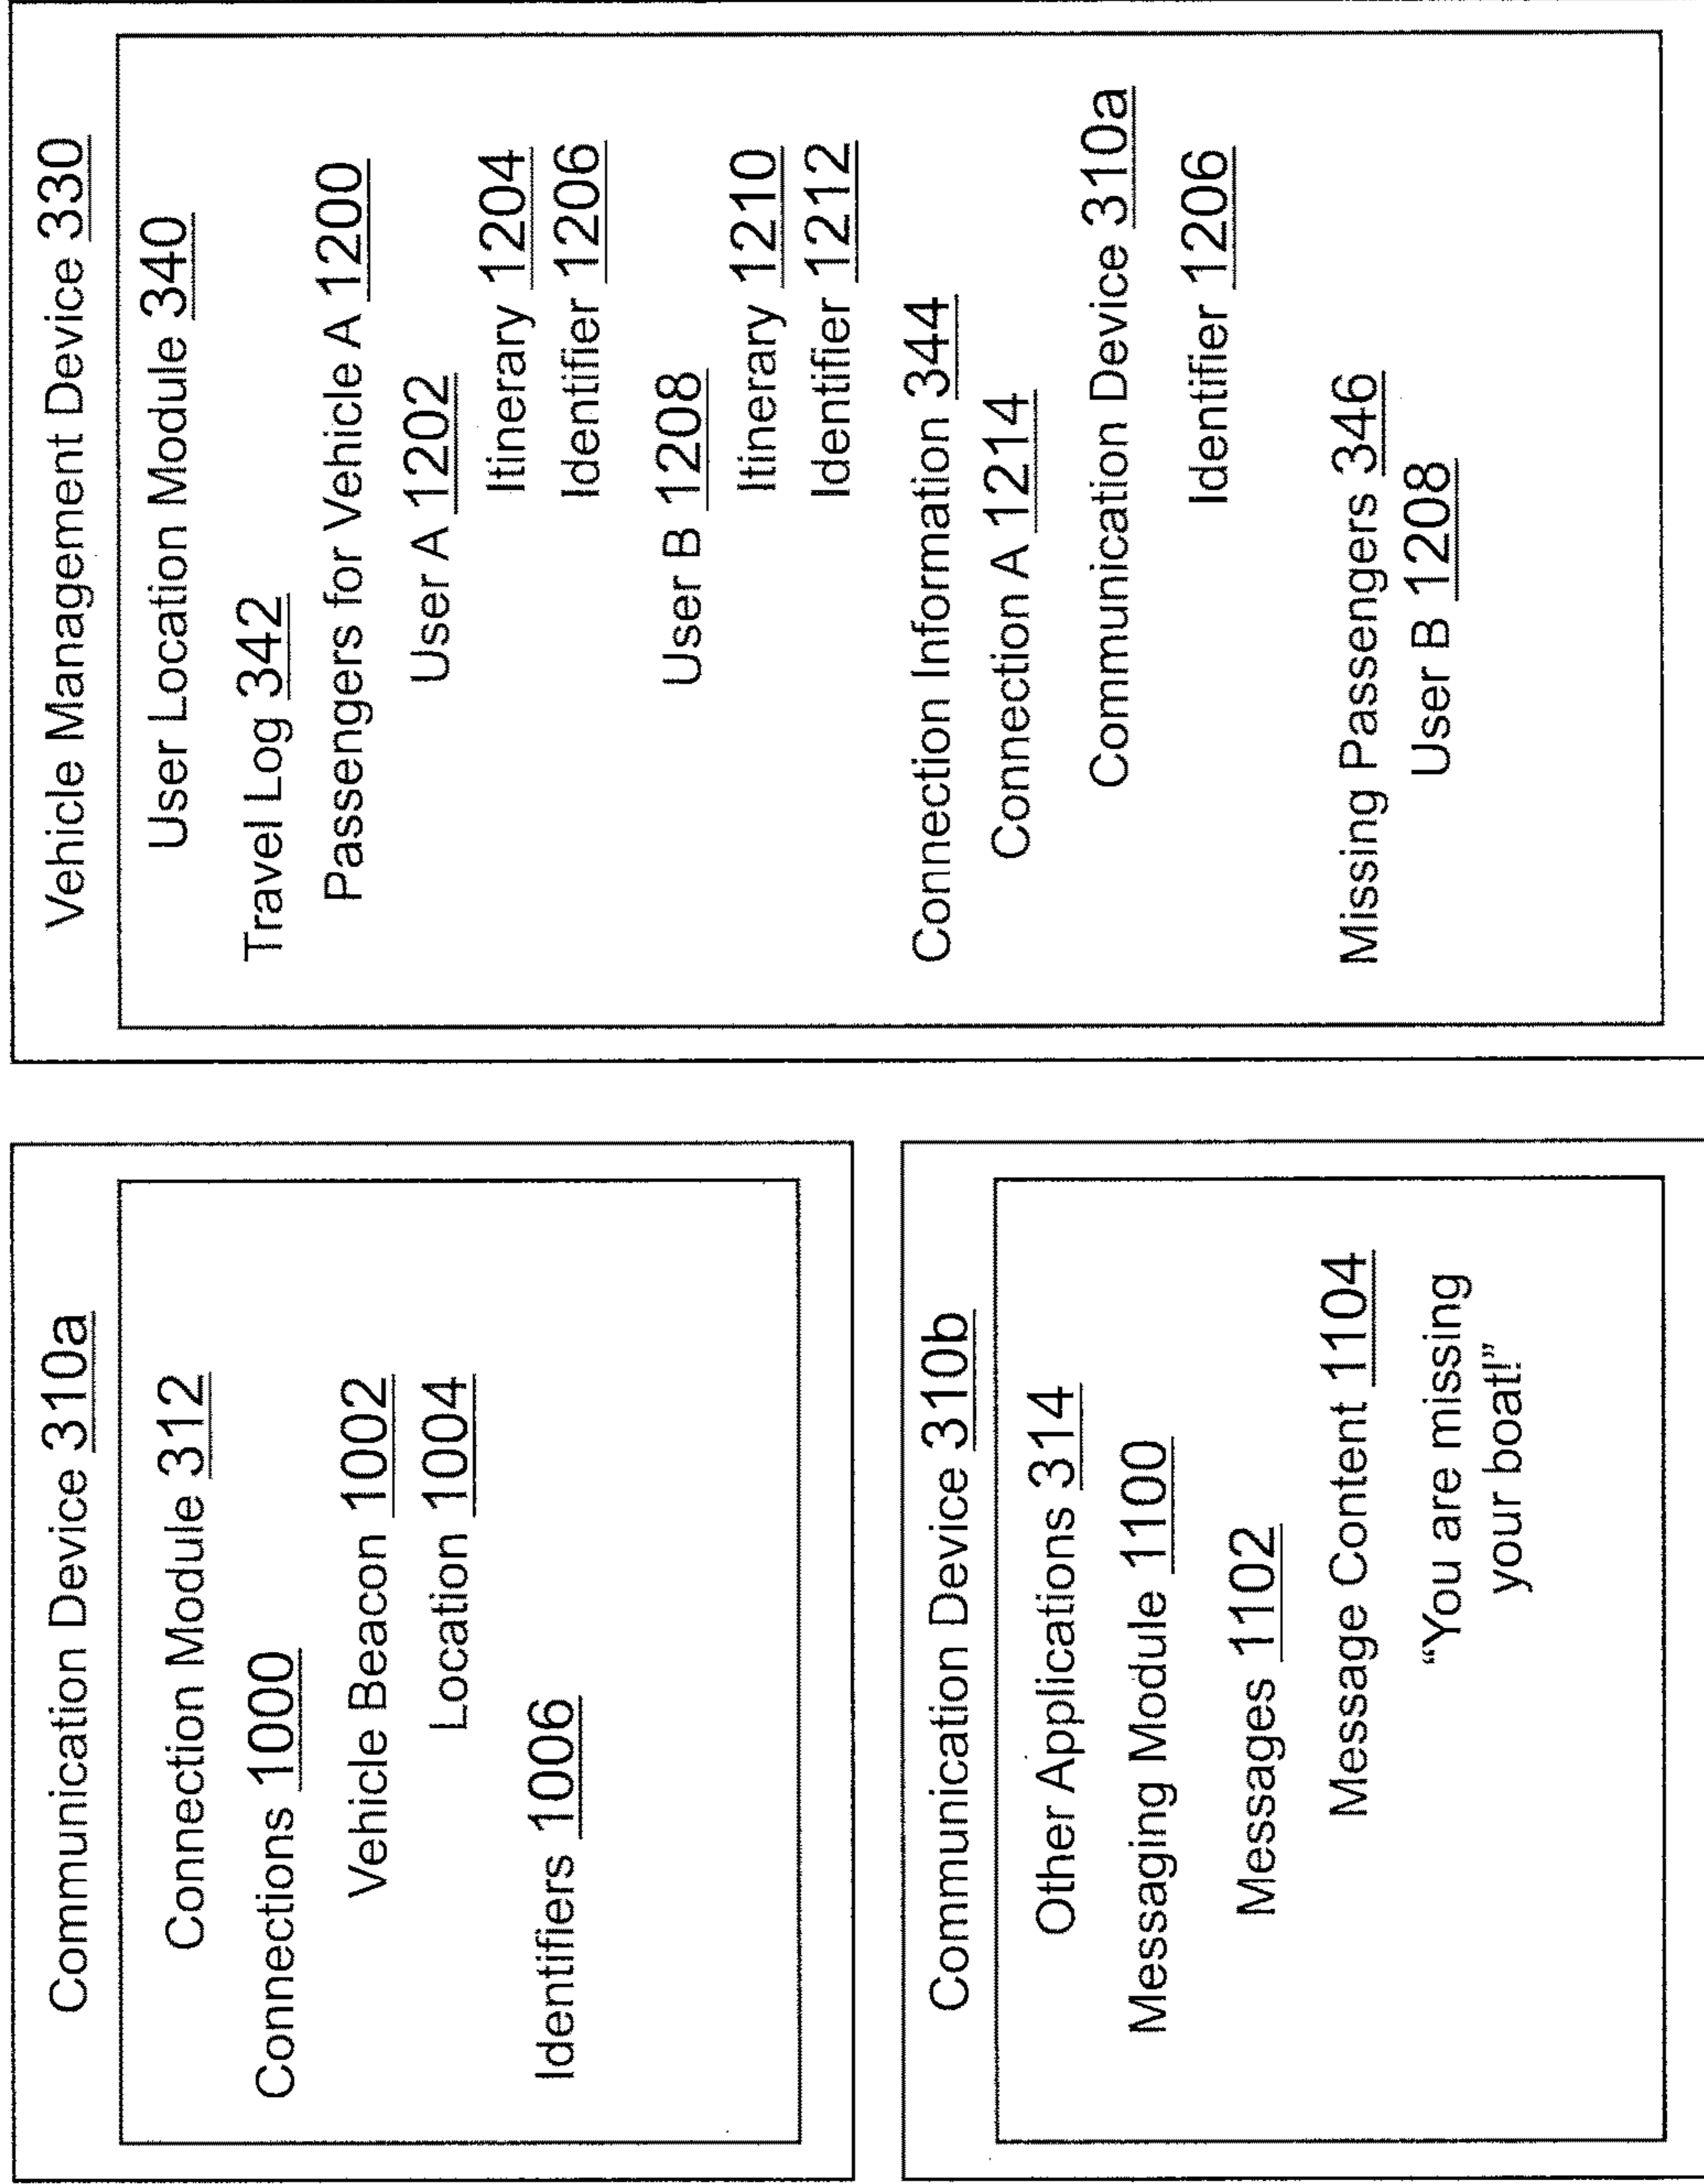 Communication Device 310a
Connection Module 312
Connections 1000
Vehicle Beacon 1002
Location 1004
Identifiers 1006
Communication Device 310b
Other Applications 314
Messaging Module 1100
Messages 1102
Message Content 1104
“You are missing
your boat!”
Vehicle Management Device 330
User Location Module 340
Travel Log 342
Passengers for Vehicle A 1200
User A 1202
Itinerary 1204
Identifier 1206
User B 1208
Itinerary 1210
Identifier 1212
Connection Information 344
Connection A 1214
Communication Device 310a
Identifier 1206
Missing Passengers 346
User B 1208